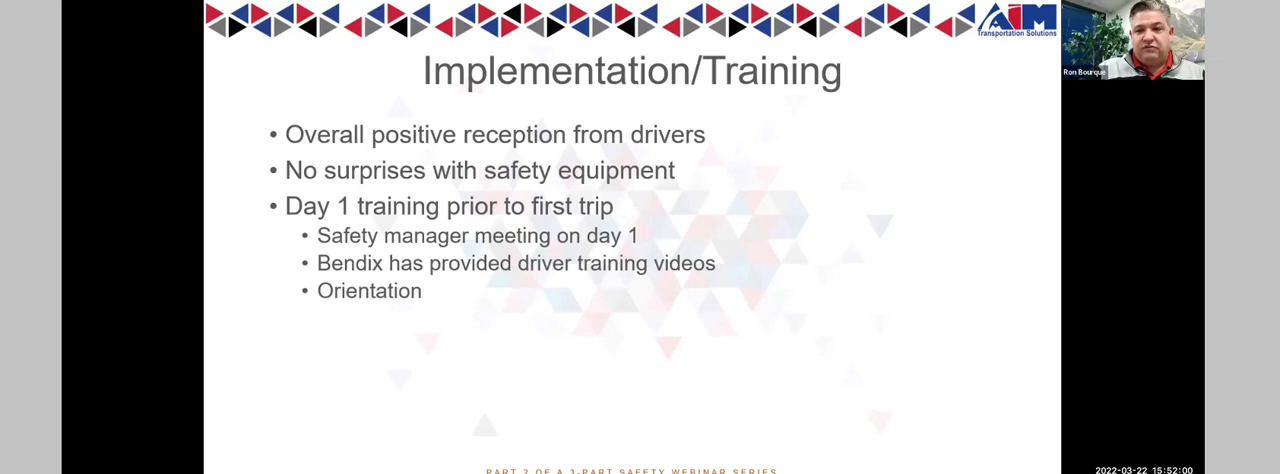 AIM
Transportation Solutions
Ron Bourque
Implementation/Training
• Overall positive reception from drivers
• No surprises with safety equipment
• Day 1 training prior to first trip
• Safety manager meeting on day 1
• Bendix has provided driver training videos
• Orientation
PART 2 OF A 3-PART SAFETY WEBINAR SERIES
2022-03-22 15:52:00